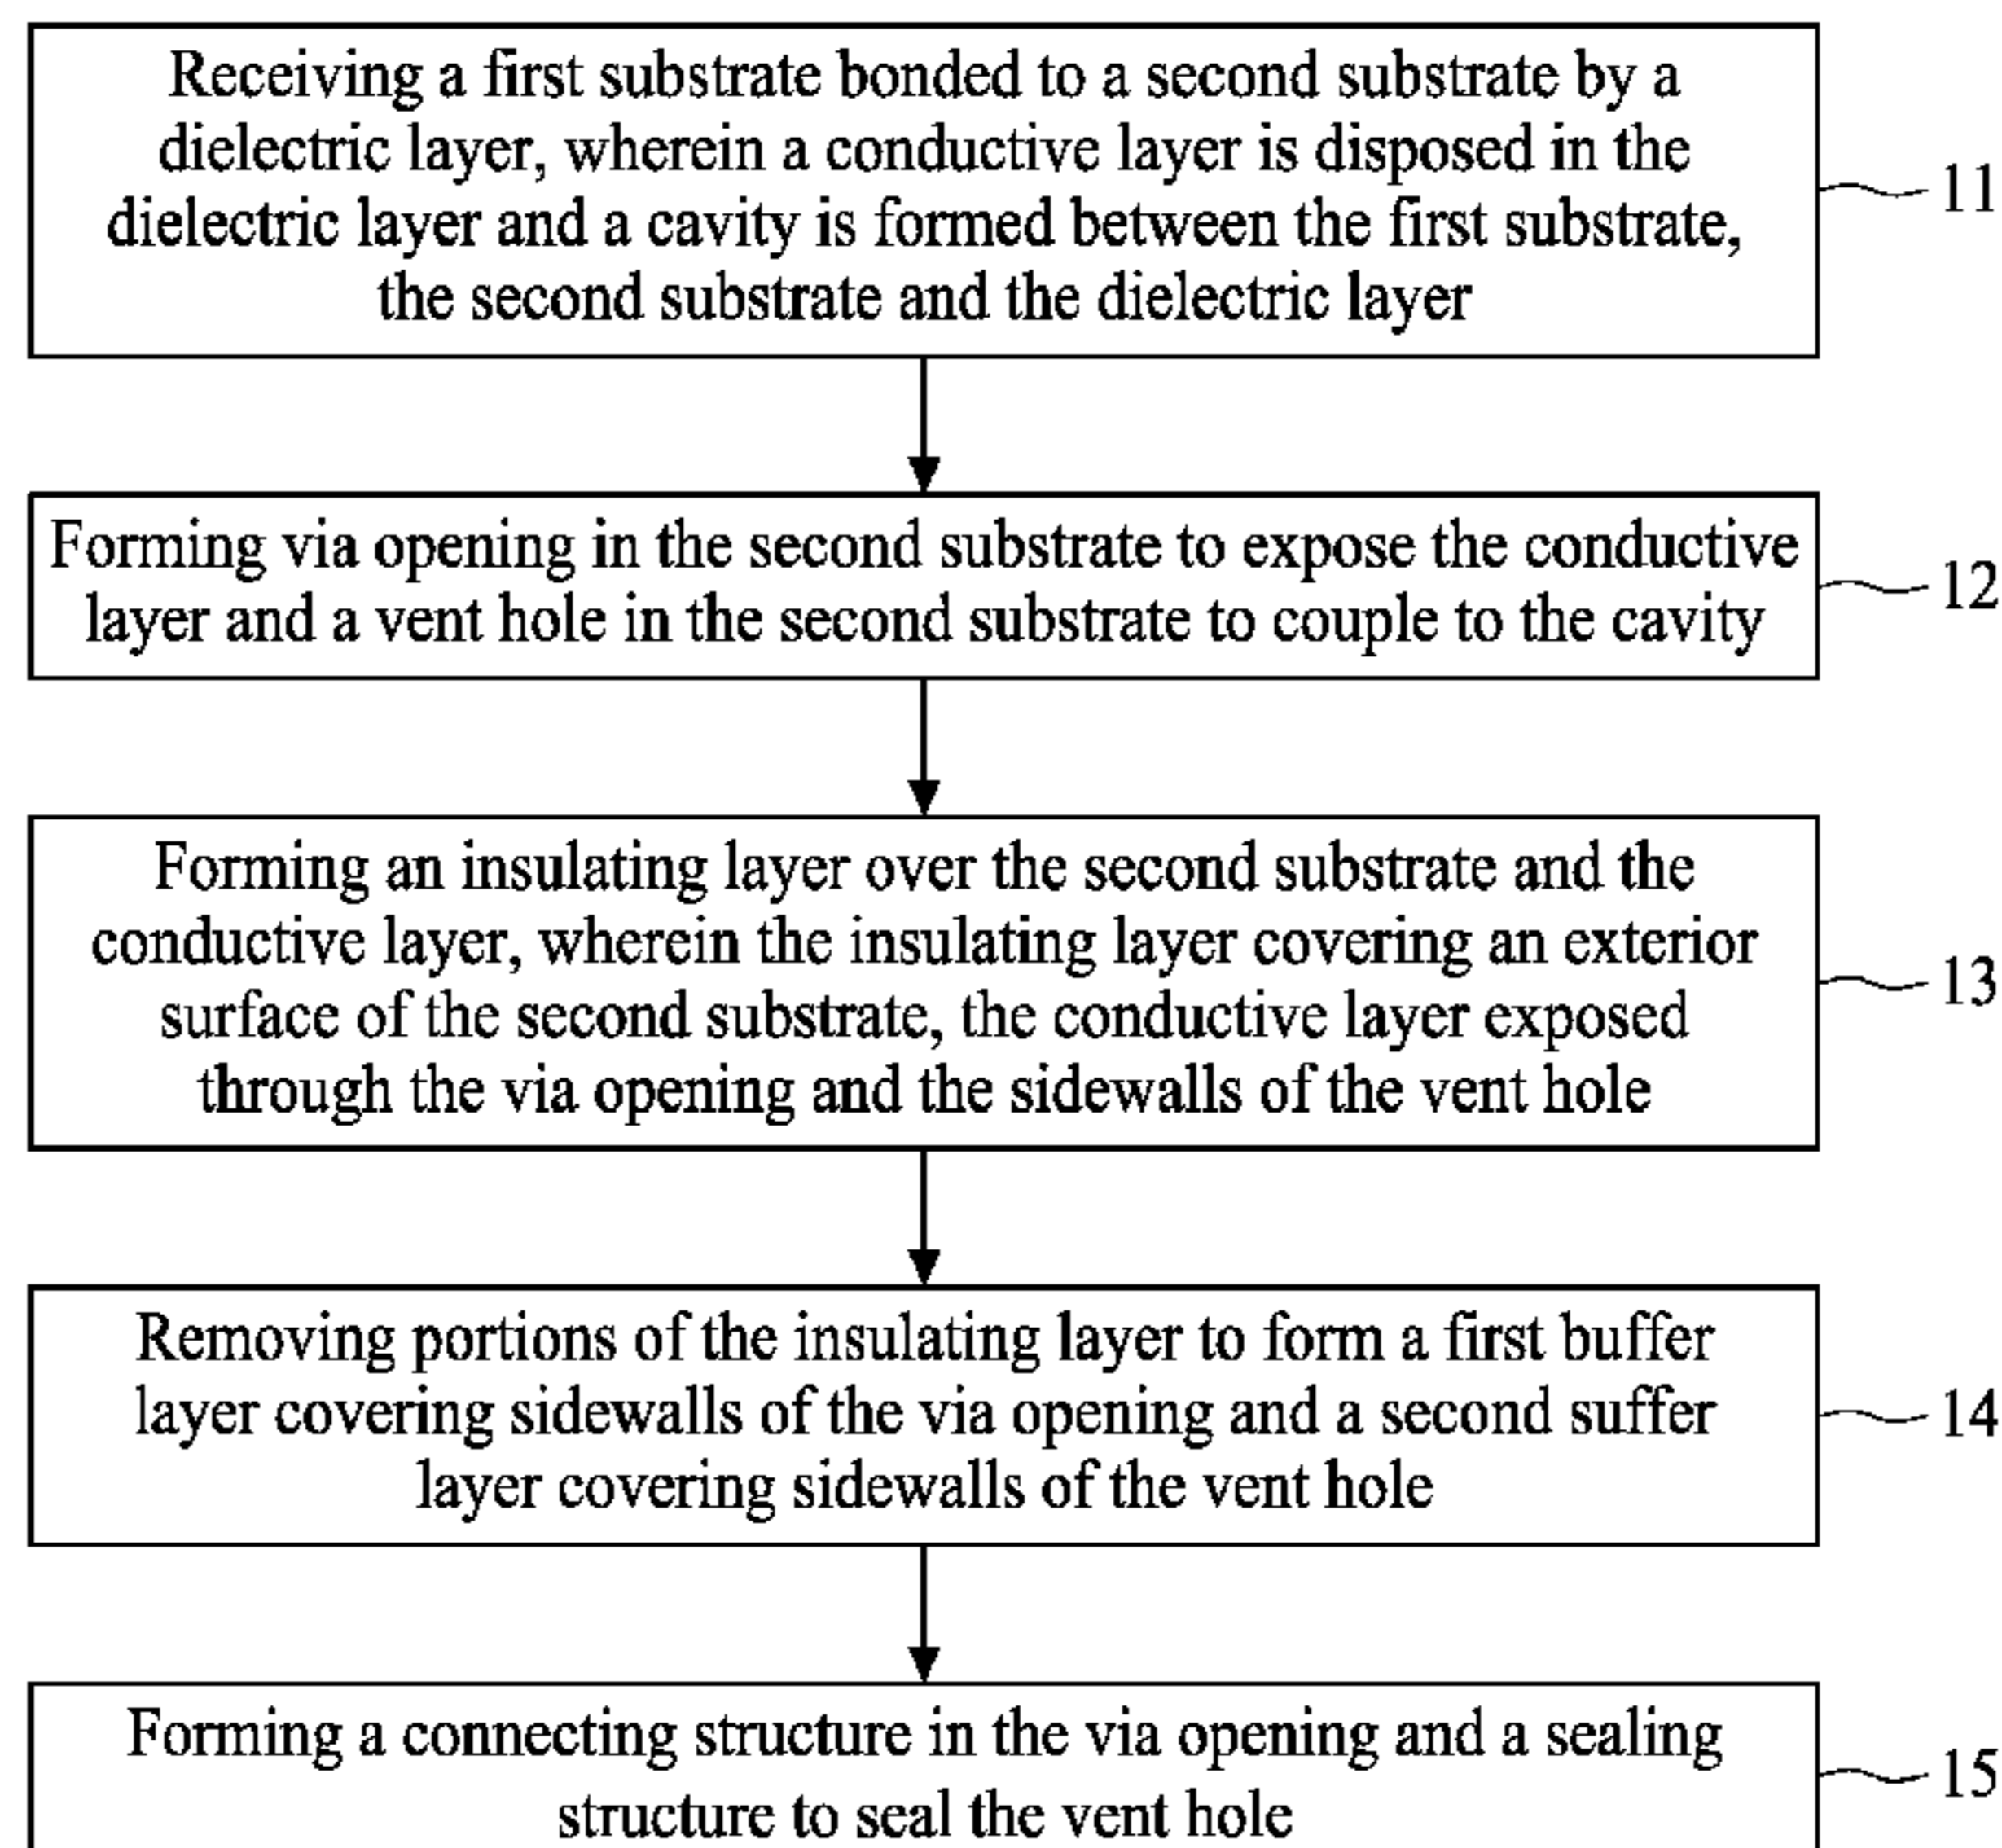 Receiving a first substrate bonded to a second substrate by a
dielectric layer, wherein a conductive layer is disposed in the
dielectric layer and a cavity is formed between the first substrate,
the second substrate and the dielectric layer
11
Forming via opening in the second substrate to expose the conductive
layer and a vent hole in the second substrate to couple to the cavity
12
Forming an insulating layer over the second substrate and the
conductive layer, wherein the insulating layer covering an exterior
surface of the second substrate, the conductive layer exposed
through the via opening and the sidewalls of the vent hole
13
Removing portions of the insulating layer to form a first buffer
layer covering sidewalls of the via opening and a second suffer
layer covering sidewalls of the vent hole
14
Forming a connecting structure in the via opening and a sealing
structure to seal the vent hole
15